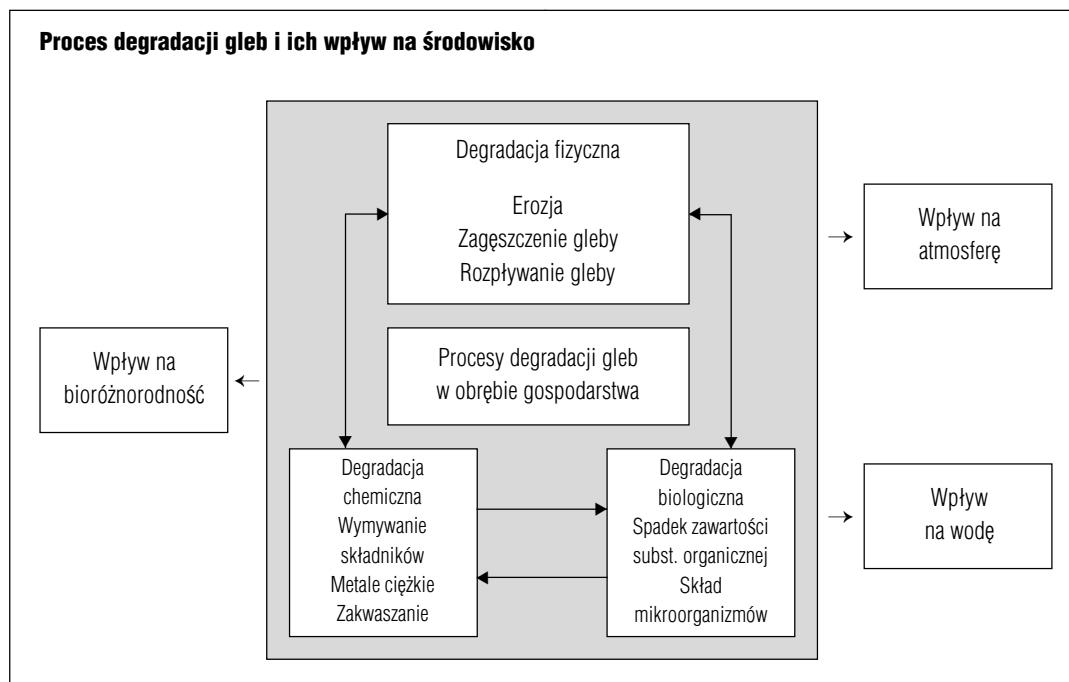 Proces degradacji gleb i ich wpływ na środowisko
Degradacja fizyczna
Erozja
Zagęszczenie gleby
Rozpływanie gleby
Wpływ na
atmosferę
Wpływ na
bioróżnorodność
Procesy degradacji gleb
w obrębie gospodarstwa
Degradacja
chemiczna
Wymywanie
składników
Metale ciężkie
Zakwaszanie
Degradacja
biologiczna
Spadek zawartości
subst. organicznej
Skład
mikroorganizmów
Wpływ
na wodę